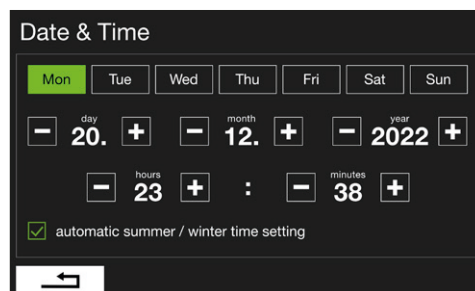 Date & Time
Mon Tue Wed Thu Fri Sat Sun
day month year
20. 12. 2022
hours minutes
23 : 38
automatic summer / winter time setting